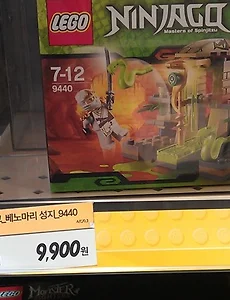 LEGO
NINJAGO
Masters of Spinjitzu
7-12
9440
_베노마리 성지_9440
9,900원
LEGO MONSTER